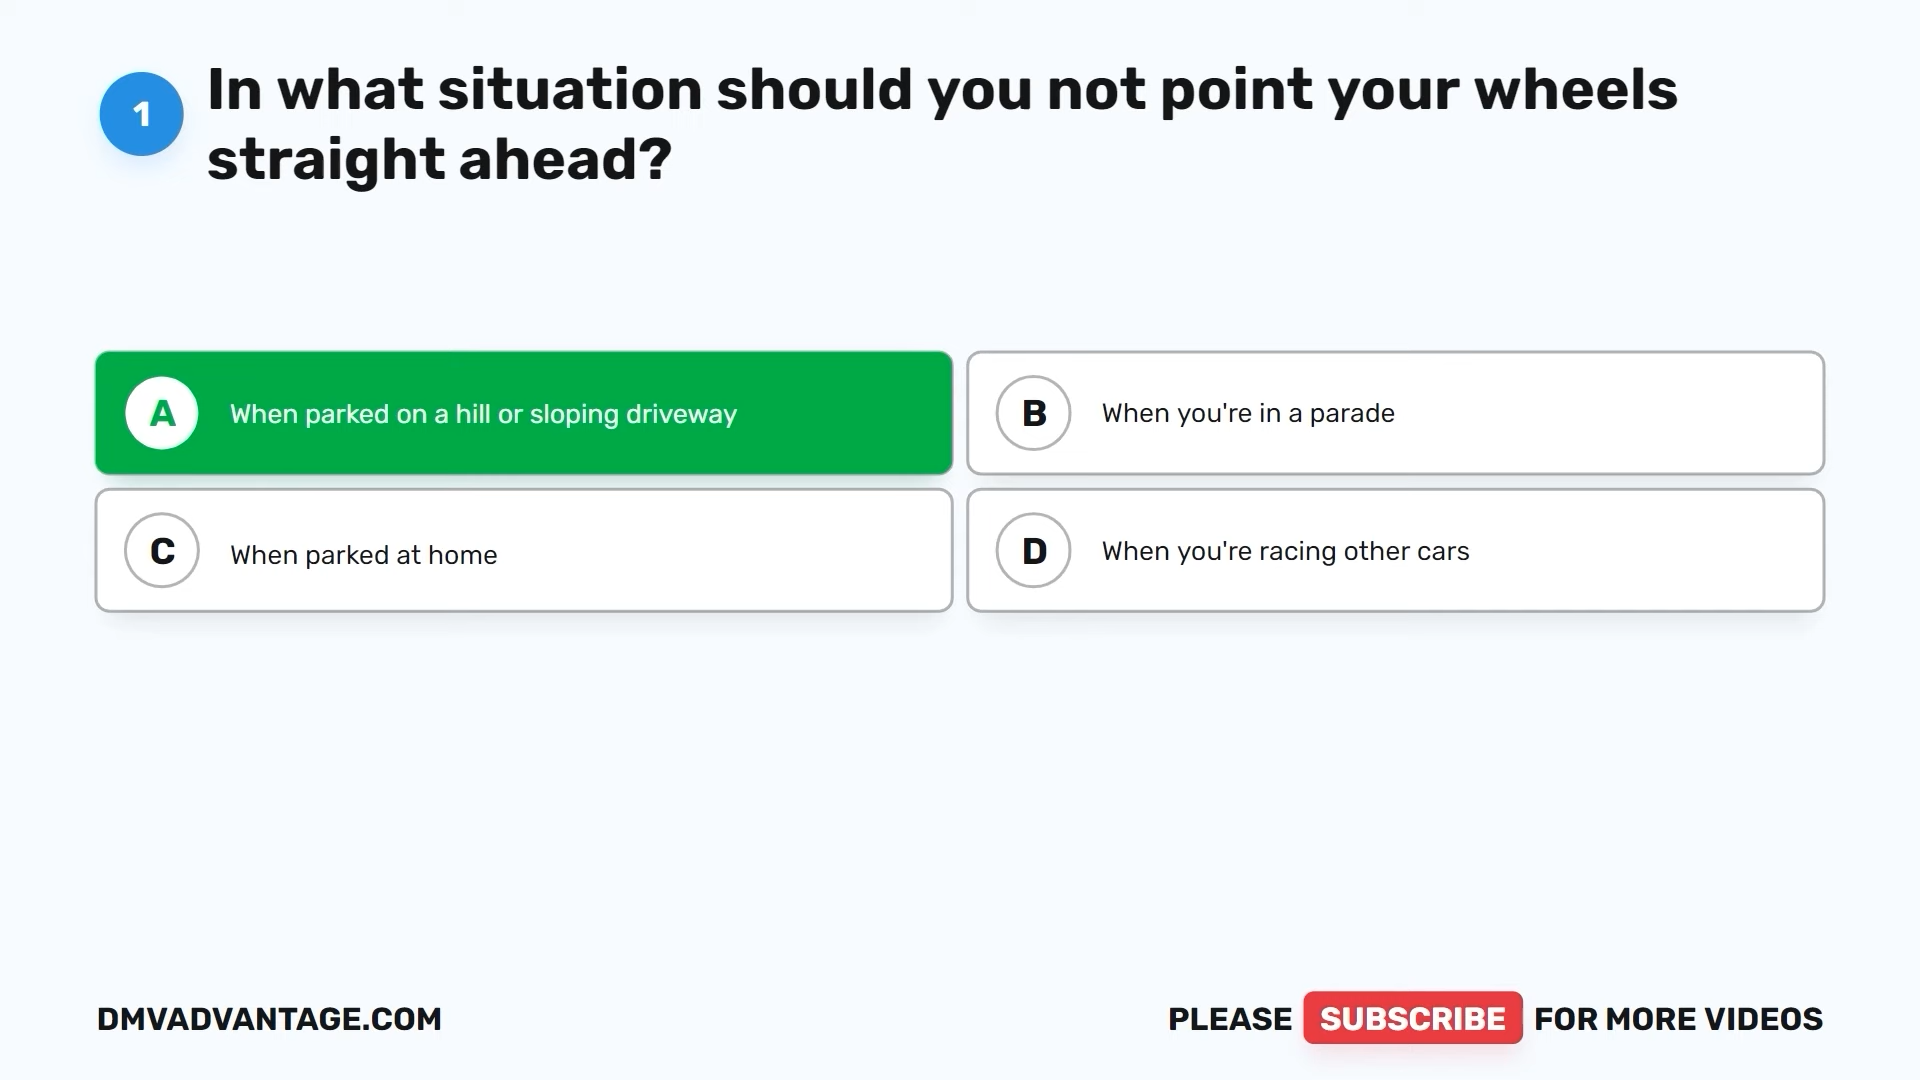 1
In what situation should you not point your wheels
straight ahead?
A
When parked on a hill or sloping driveway
B
When you're in a parade
C
When parked at home
D
When you're racing other cars
DMVADVANTAGE.COM
PLEASE SUBSCRIBE FOR MORE VIDEOS